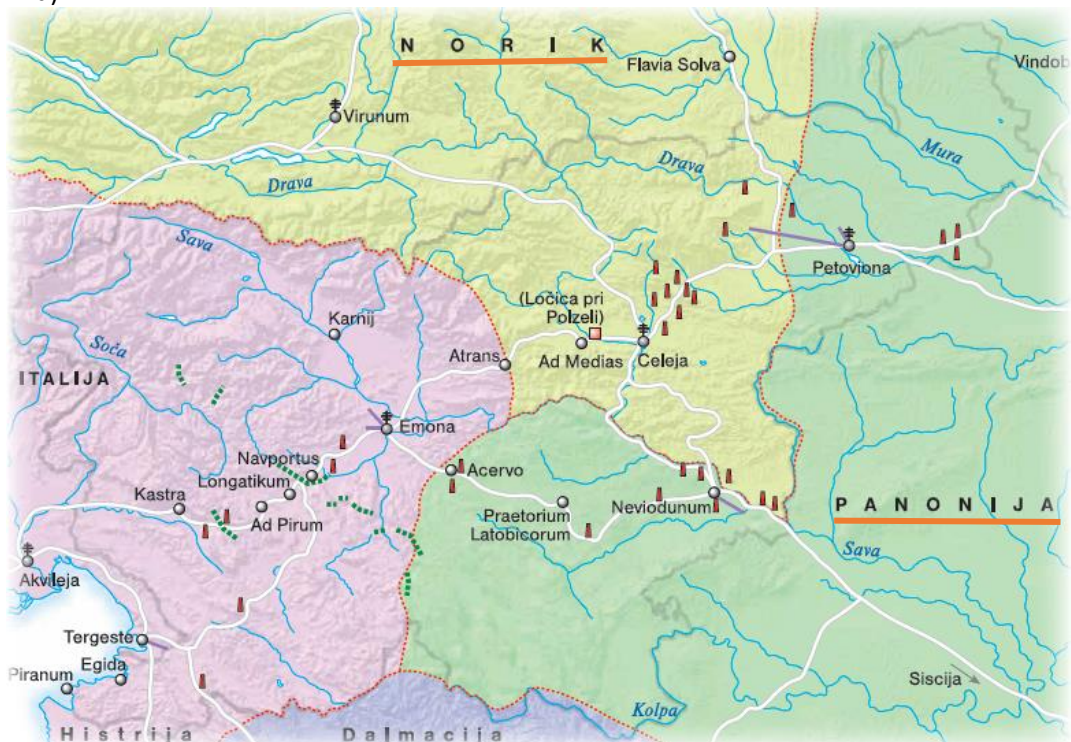 N O R I K
Flavia Solva
Vindob
Virunum
Mura
Drava
Drava
Sava
Petoviona
(Ločica pri
Polzeli)
Karnij
Soča
Atrans
Ad Medias
Celeja
ITALIJA
Emona
Navportus
Acervo
Longatikum
Kastra
Ad Pirum
Praetorium
Latobicorum
Neviodunum
P A N O N I J A
Sava
Akvileja
Tergeste
Egida
Piranum
Siscija
Kolpa
Histrija
Dalmacija